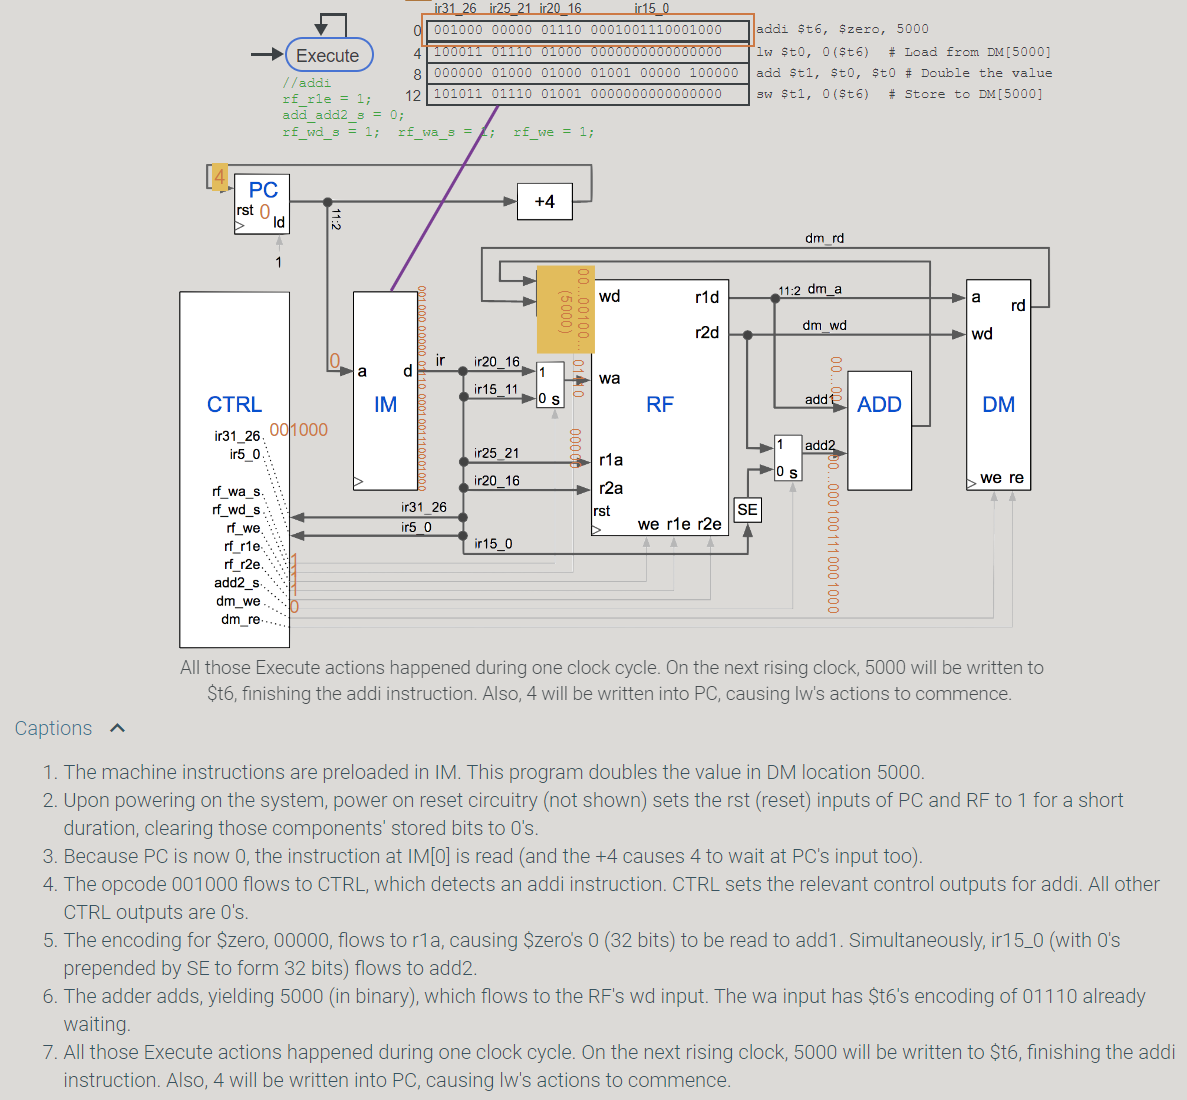 ir31_26 ir25_21 ir20_16 ir15_0
0 001000 00000 01110 0001001110001000 addi $t6, $zero, 5000
4 100011 01110 01000 0000000000000000 lw $t0, 0($t6) # Load from DM[5000]
8 000000 01000 01000 01001 00000 100000 add $t1, $t0, $t0 # Double the value
12 101011 01110 01001 0000000000000000 sw $t1, 0($t6) # Store to DM[5000]
Execute
//addi
rf_r1e = 1;
add_add2_s = 0;
rf_wd_s = 1; rf_wa_s = 1; rf_we = 1;
4
PC
rst 0
ld
1
11:2
+4
dm_rd
00...00100...
(5000)
wd
r1d
11:2 dm_a
a
rd
r2d
dm_wd
wd
0
a
d
ir
001000 00000 01110 0001001110001000
ir20_16
1
01110
wa
ir15_11
0 s
CTRL
IM
RF
00...00
add1
ADD
DM
ir31_26
001000
ir5_0
00000
ir25_21
r1a
1
add2
0 s
00...0001001110001000
we re
ir20_16
r2a
rf_wa_s
rf_wd_s
rf_we
rf_r1e
rf_r2e
add2_s
dm_we
dm_re
ir31_26
ir5_0
rst
SE
we r1e r2e
ir15_0
1
1
1
1
0
All those Execute actions happened during one clock cycle. On the next rising clock, 5000 will be written to
$t6, finishing the addi instruction. Also, 4 will be written into PC, causing lw's actions to commence.
Captions
1. The machine instructions are preloaded in IM. This program doubles the value in DM location 5000.
2. Upon powering on the system, power on reset circuitry (not shown) sets the rst (reset) inputs of PC and RF to 1 for a short
duration, clearing those components' stored bits to 0's.
3. Because PC is now 0, the instruction at IM[0] is read (and the +4 causes 4 to wait at PC's input too).
4. The opcode 001000 flows to CTRL, which detects an addi instruction. CTRL sets the relevant control outputs for addi. All other
CTRL outputs are 0's.
5. The encoding for $zero, 00000, flows to r1a, causing $zero's 0 (32 bits) to be read to add1. Simultaneously, ir15_0 (with 0's
prepended by SE to form 32 bits) flows to add2.
6. The adder adds, yielding 5000 (in binary), which flows to the RF's wd input. The wa input has $t6's encoding of 01110 already
waiting.
7. All those Execute actions happened during one clock cycle. On the next rising clock, 5000 will be written to $t6, finishing the addi
instruction. Also, 4 will be written into PC, causing lw's actions to commence.